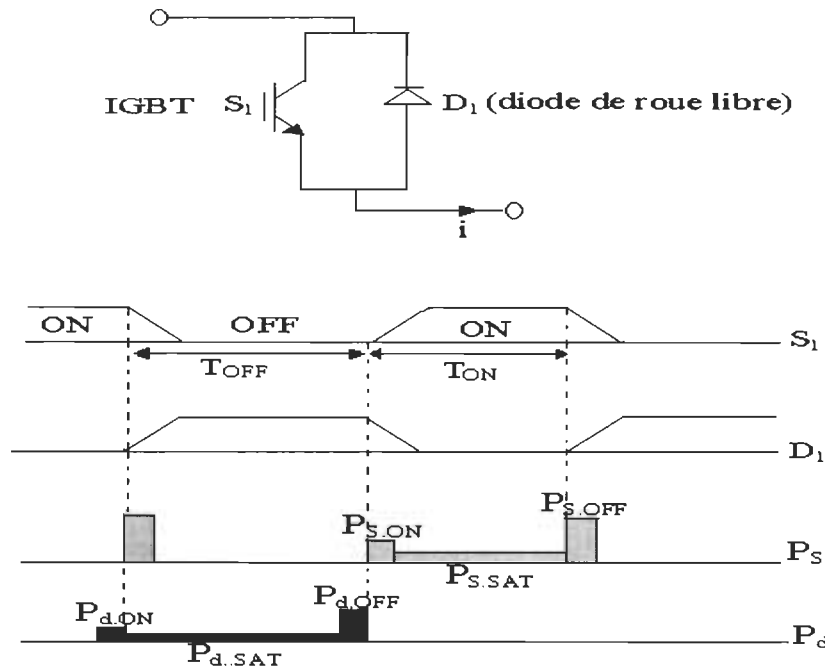 IGBT S₁ D₁ (diode de roue libre)
i
ON OFF ON S₁
TOFF TON
D₁
PS.ON PS.OFF
PS
PS.SAT
Pd.ON Pd.OFF
Pd
Pd..SAT